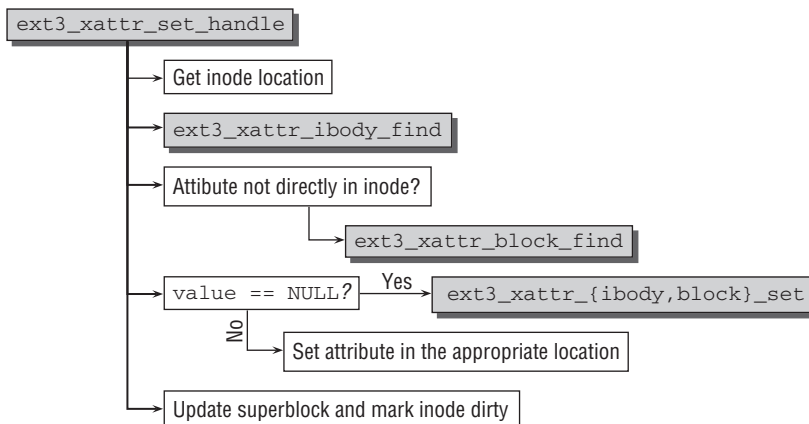 ext3_xattr_set_handle
Get inode location
ext3_xattr_ibody_find
Attibute not directly in inode?
ext3_xattr_block_find
value == NULL?
Yes
ext3_xattr_{ibody,block}_set
No
Set attribute in the appropriate location
Update superblock and mark inode dirty